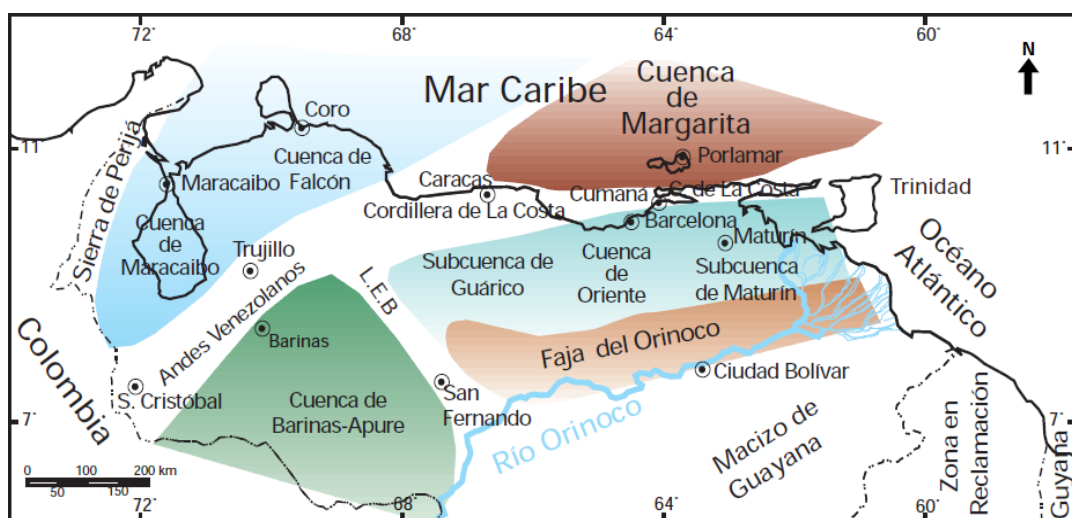 72°
68°
64°
60°
N
Mar Caribe
Cuenca
de
Margarita
Coro
11°
11°
Sierra de Perijá
Cuenca de
Falcón
Maracaibo
Porlamar
Caracas
Cumaná
C. de La Costa
Trinidad
Cordillera de La Costa
Barcelona
Cuenca
de
Maracaibo
Trujillo
Maturín
Océano
Atlántico
Subcuenca de
Guárico
Cuenca
de
Oriente
Subcuenca
de Maturín
L.E.B
Andes Venezolanos
Barinas
Faja del Orinoco
Colombia
S. Cristóbal
San
Fernando
Ciudad Bolívar
Cuenca de
Barinas-Apure
7°
7°
Río Orinoco
Macizo de
Guayana
Zona en
Reclamación
Guyana
0 100 200 km
50 150
72°
68°
64°
60°